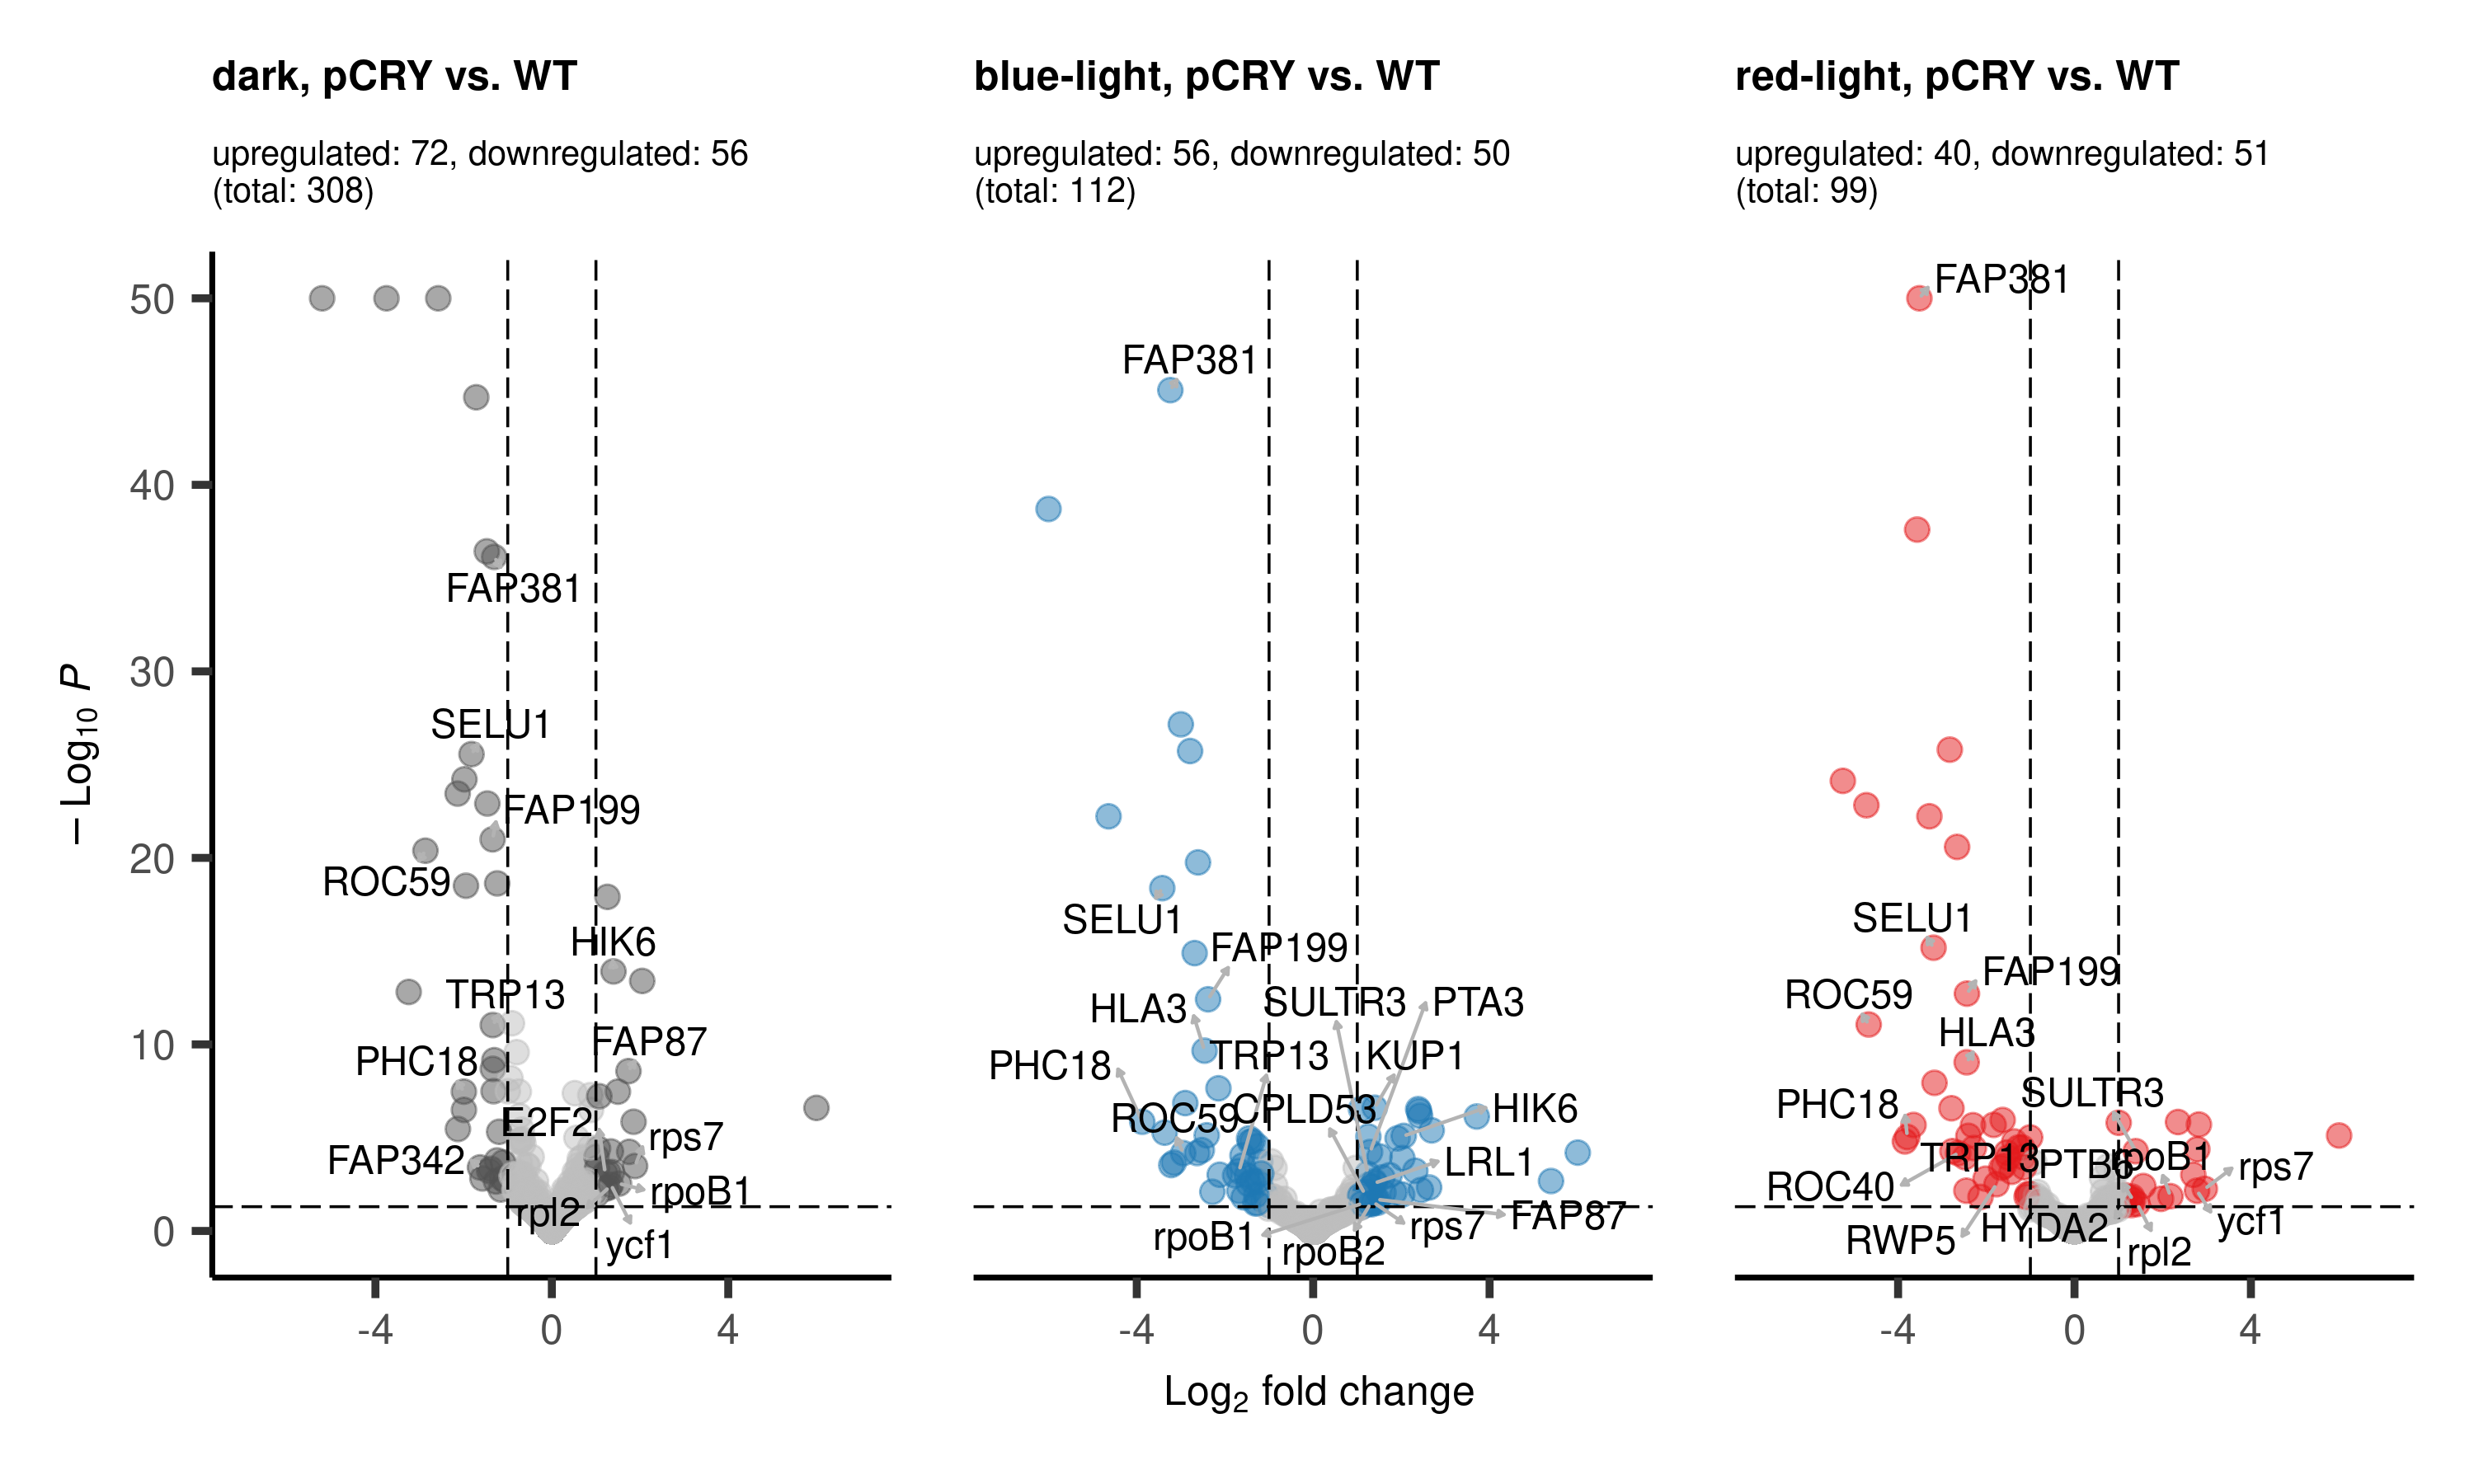 dark, pCRY vs. WT
upregulated: 72, downregulated: 56
(total: 308)
blue-light, pCRY vs. WT
upregulated: 56, downregulated: 50
(total: 112)
red-light, pCRY vs. WT
upregulated: 40, downregulated: 51
(total: 99)
− Log10 P
50
40
30
20
10
0
FAP381
SELU1
FAP199
ROC59
HIK6
TRP13
FAP87
PHC18
E2F2
rps7
FAP342
rpoB1
rpl2
ycf1
-4
0
4
FAP381
SELU1
FAP199
HLA3
SULTR3
PTA3
TRP13
KUP1
PHC18
ROC59
CPLD53
HIK6
LRL1
FAP87
rps7
rpoB1
rpoB2
-4
0
4
FAP381
SELU1
FAP199
ROC59
HLA3
SULTR3
PHC18
TRP13
PTB6
rpoB1
rps7
ROC40
ycf1
RWP5
HYDA2
rpl2
-4
0
4
Log2 fold change